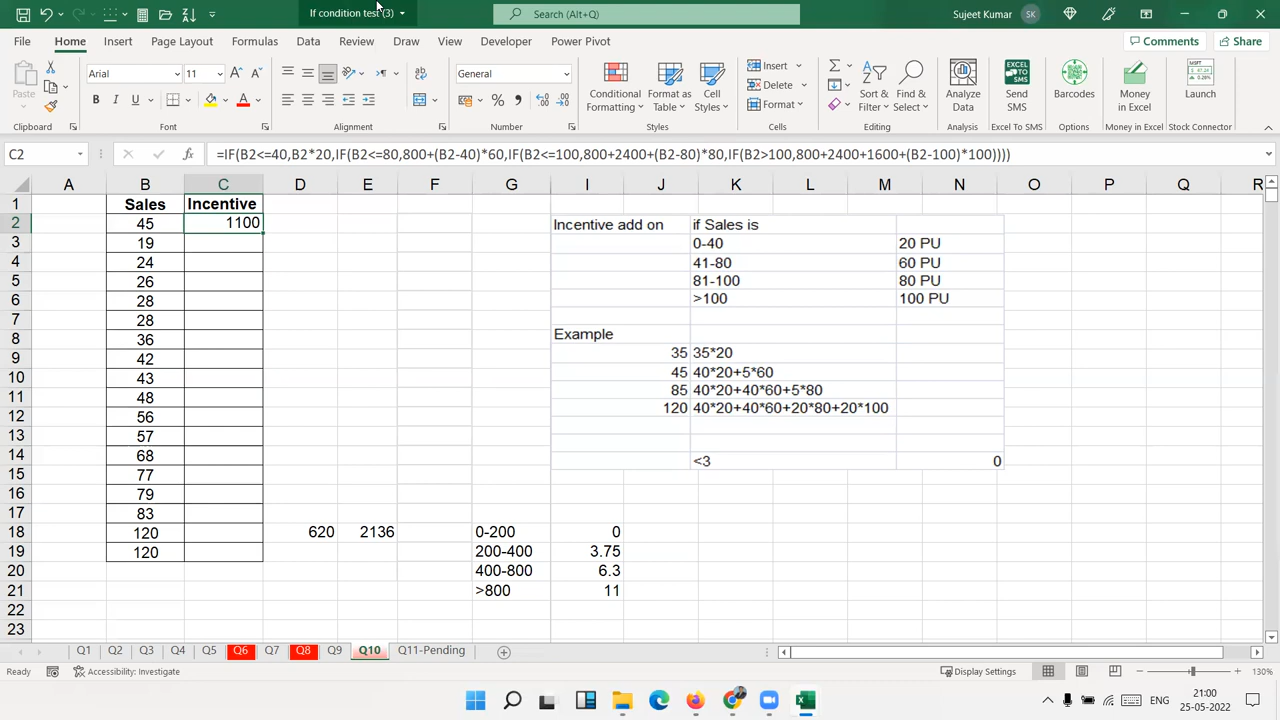 If condition test (3)
Search (Alt+Q)
Sujeet Kumar
SK
File Home Insert Page Layout Formulas Data Review Draw View Developer Power Pivot
Comments
Share
Paste
Arial
11
General
Conditional Formatting
Format as Table
Cell Styles
Insert
Delete
Format
Sort & Filter
Find & Select
Analyze Data
Send SMS
Barcodes
Money in Excel
Launch
Clipboard Font Alignment Number Styles Cells Editing Analysis Excel To SMS Options Money in Excel Stock Connector
C2
fx
=IF(B2<=40,B2*20,IF(B2<=80,800+(B2-40)*60,IF(B2<=100,800+2400+(B2-80)*80,IF(B2>100,800+2400+1600+(B2-100)*100))))
A B C D E F G I J K L M N O P Q R
1 Sales Incentive
2 45 1100 Incentive add on if Sales is
3 19 0-40 20 PU
4 24 41-80 60 PU
5 26 81-100 80 PU
6 28 >100 100 PU
7 28
8 36 Example
9 42 35 35*20
10 43 45 40*20+5*60
11 48 85 40*20+40*60+5*80
12 56 120 40*20+40*60+20*80+20*100
13 57
14 68 <3 0
15 77
16 79
17 83
18 120 620 2136 0-200 0
19 120 200-400 3.75
20 400-800 6.3
21 >800 11
22
23
Q1 Q2 Q3 Q4 Q5 Q6 Q7 Q8 Q9 Q10 Q11-Pending
Ready
Accessibility: Investigate
Display Settings
130%
ENG
21:00
25-05-2022